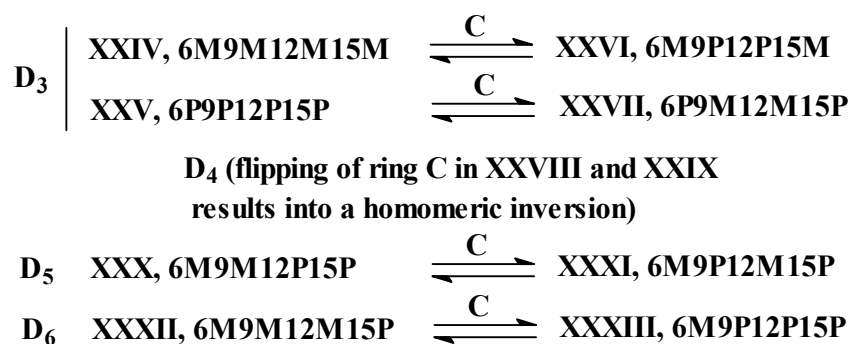 D3 XXIV, 6M9M12M15M C XXVI, 6M9P12P15M
XXV, 6P9P12P15P C XXVII, 6P9M12M15P
D4 (flipping of ring C in XXVIII and XXIX
results into a homomeric inversion)
D5 XXX, 6M9M12P15P C XXXI, 6M9P12M15P
D6 XXXII, 6M9M12M15P C XXXIII, 6M9P12P15P